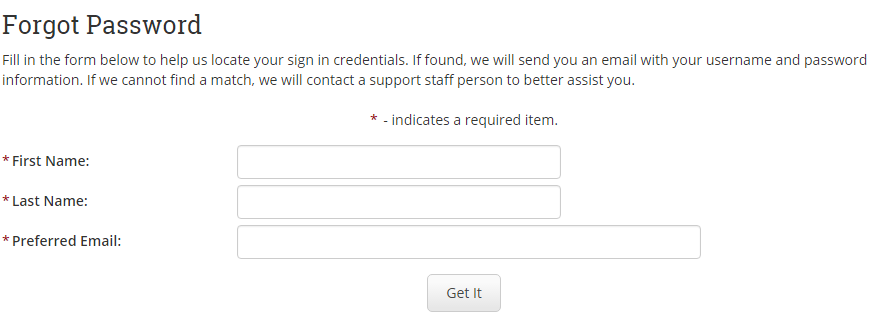 Forgot Password
Fill in the form below to help us locate your sign in credentials. If found, we will send you an email with your username and password
information. If we cannot find a match, we will contact a support staff person to better assist you.
* - indicates a required item.
* First Name:
* Last Name:
* Preferred Email:
Get It